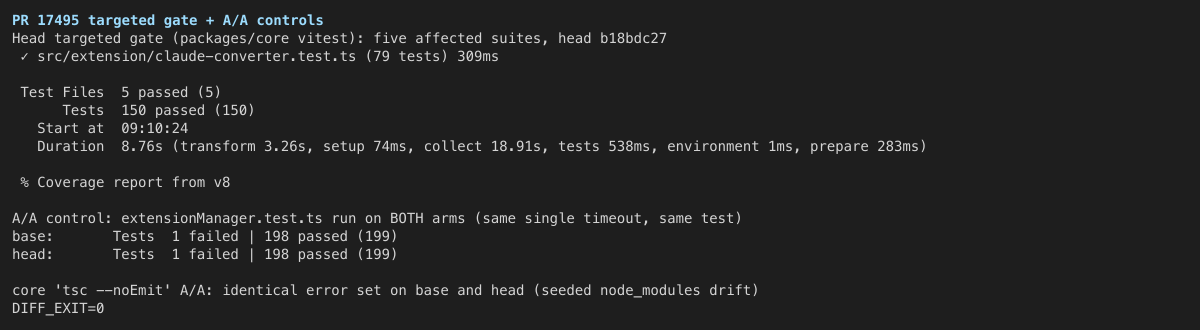 PR 17495 targeted gate + A/A controls
Head targeted gate (packages/core vitest): five affected suites, head b18bdc27
✓ src/extension/claude-converter.test.ts (79 tests) 309ms
Test Files  5 passed (5)
Tests  150 passed (150)
Start at  09:10:24
Duration  8.76s (transform 3.26s, setup 74ms, collect 18.91s, tests 538ms, environment 1ms, prepare 283ms)
% Coverage report from v8
A/A control: extensionManager.test.ts run on BOTH arms (same single timeout, same test)
base:       Tests  1 failed | 198 passed (199)
head:       Tests  1 failed | 198 passed (199)
core 'tsc --noEmit' A/A: identical error set on base and head (seeded node_modules drift)
DIFF_EXIT=0